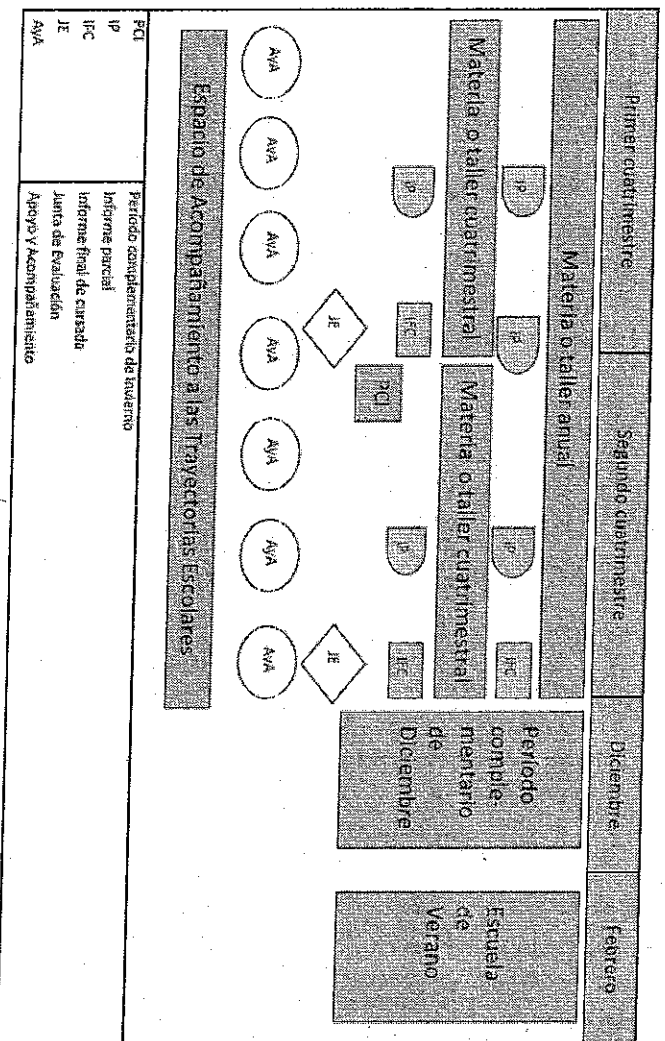 Primer cuatrimestre
Segundo cuatrimestre
Diciembre
Febrero
Materia o taller anual
IP
IP
IP
IFC
Materia o taller cuatrimestral
Materia o taller cuatrimestral
IP
IFC
PCI
IP
IFC
JE
JE
AyA
AyA
AyA
AyA
AyA
AyA
AyA
Espacio de Acompañamiento a las Trayectorias Escolares
Período
comple-
mentario
de
Diciembre
Escuela
de
Verano
PCI Período complementario de invierno
IP Informe parcial
IFC Informe final de cursada
JE Junta de Evaluación
AyA Apoyo y Acompañamiento